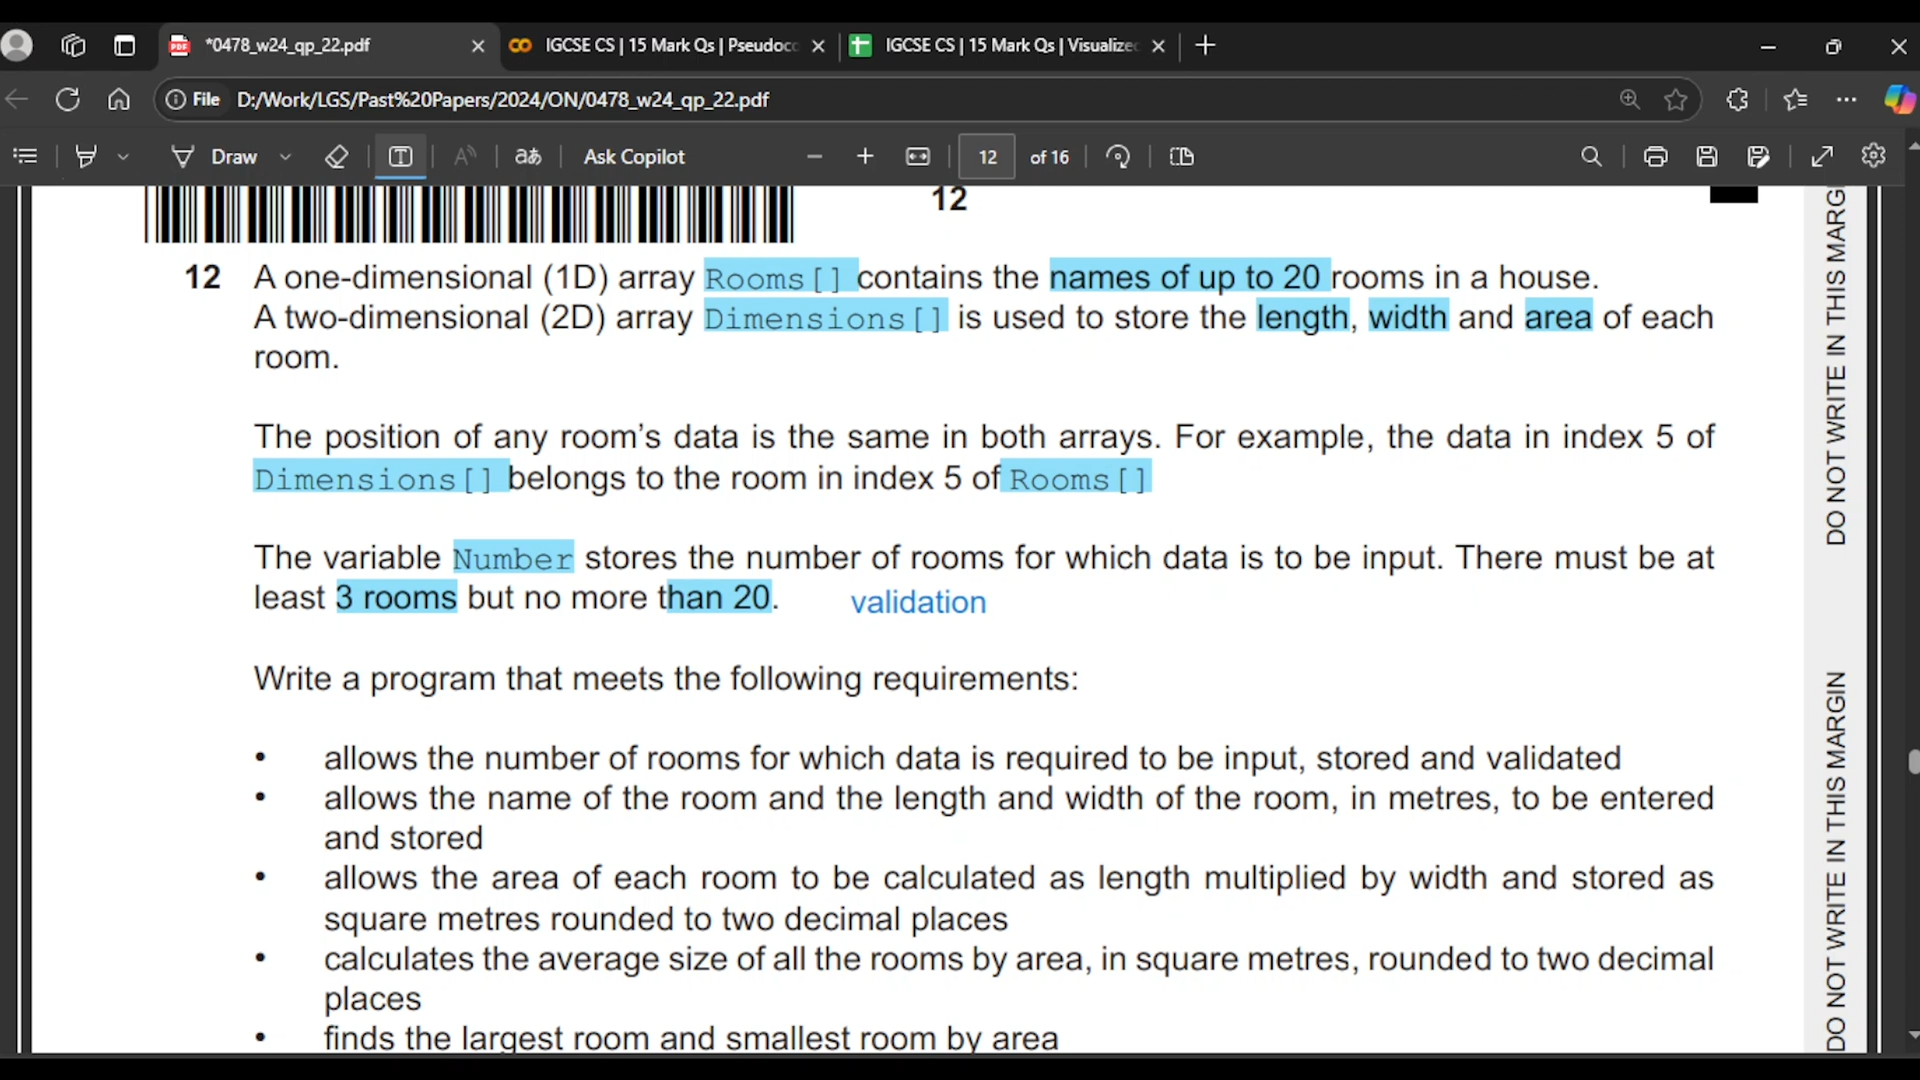 *0478_w24_qp_22.pdf
IGCSE CS | 15 Mark Qs | Pseudoc
IGCSE CS | 15 Mark Qs | Visualize
File D:/Work/LGS/Past%20Papers/2024/ON/0478_w24_qp_22.pdf
Draw
Ask Copilot
12 of 16
12
12 A one-dimensional (1D) array Rooms[] contains the names of up to 20 rooms in a house.
A two-dimensional (2D) array Dimensions[] is used to store the length, width and area of each
room.
The position of any room's data is the same in both arrays. For example, the data in index 5 of
Dimensions[] belongs to the room in index 5 of Rooms[]
The variable Number stores the number of rooms for which data is to be input. There must be at
least 3 rooms but no more than 20. validation
Write a program that meets the following requirements:
• allows the number of rooms for which data is required to be input, stored and validated
• allows the name of the room and the length and width of the room, in metres, to be entered
and stored
• allows the area of each room to be calculated as length multiplied by width and stored as
square metres rounded to two decimal places
• calculates the average size of all the rooms by area, in square metres, rounded to two decimal
places
• finds the largest room and smallest room by area
DO NOT WRITE IN THIS MARG
DO NOT WRITE IN THIS MARGIN